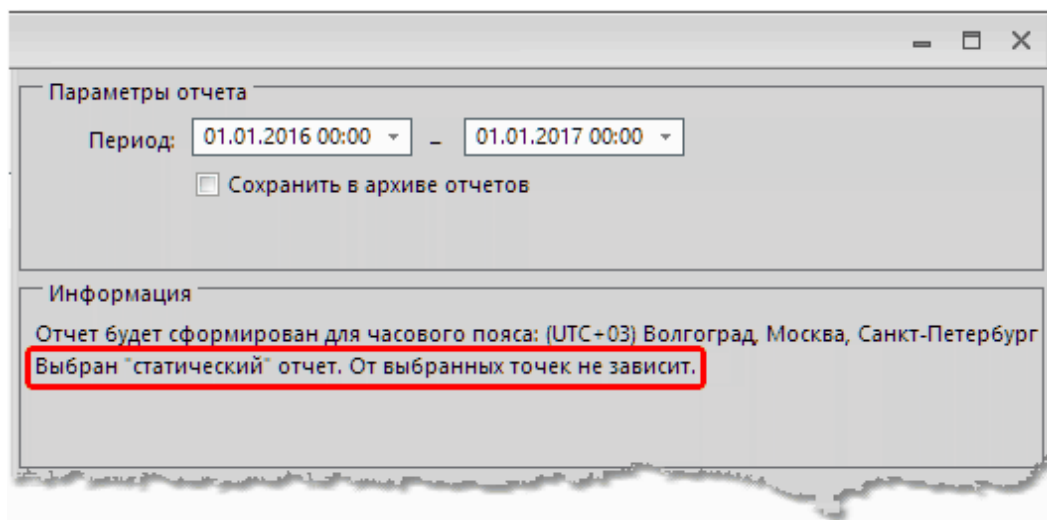 Параметры отчета
Период: 01.01.2016 00:00 – 01.01.2017 00:00
Сохранить в архиве отчетов
Информация
Отчет будет сформирован для часового пояса: (UTC+03) Волгоград, Москва, Санкт-Петербург
Выбран "статический" отчет. От выбранных точек не зависит.